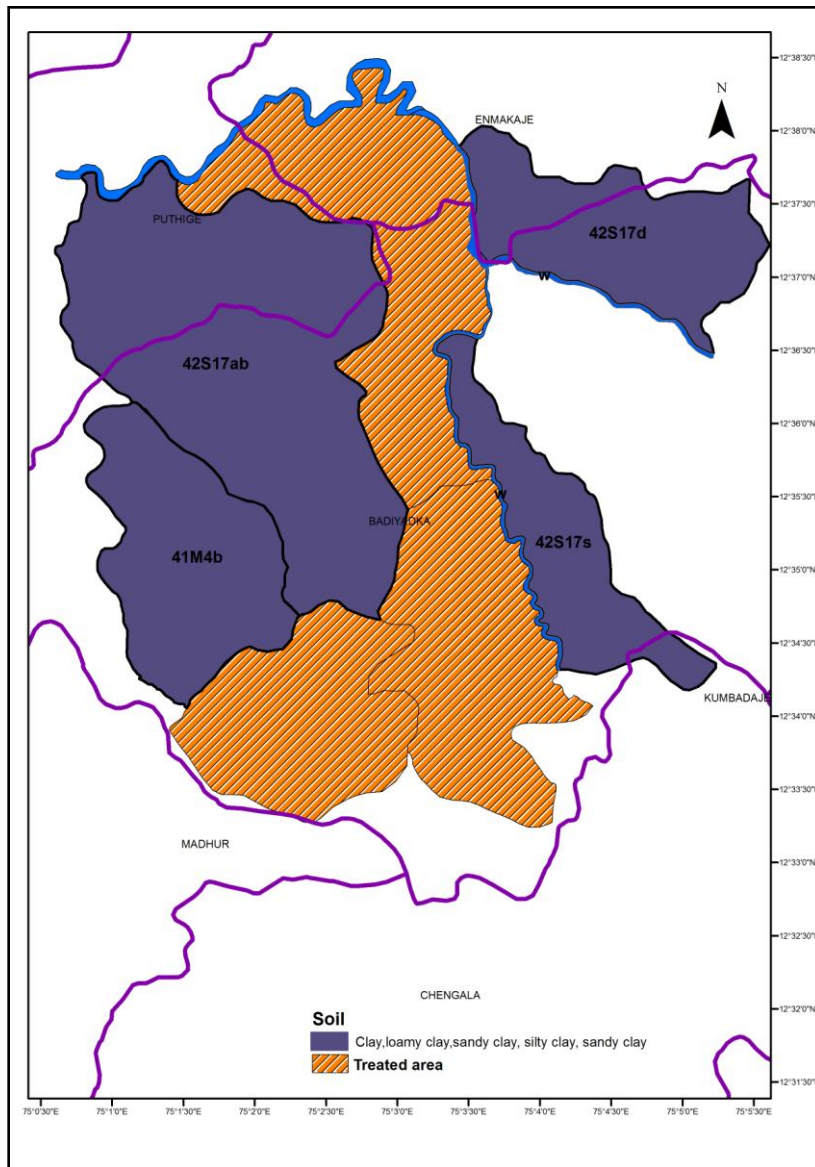 N
ENMAKAJE
PUTHIGE
42S17d
W
42S17ab
W
BADIYADKA
42S17s
41M4b
KUMBADAJE
MADHUR
CHENGALA
Soil
Clay,loamy clay,sandy clay, silty clay, sandy clay
Treated area
12°38'30"N
12°38'0"N
12°37'30"N
12°37'0"N
12°36'30"N
12°36'0"N
12°35'30"N
12°35'0"N
12°34'30"N
12°34'0"N
12°33'30"N
12°33'0"N
12°32'30"N
12°32'0"N
12°31'30"N
75°0'30"E 75°1'0"E 75°1'30"E 75°2'0"E 75°2'30"E 75°3'0"E 75°3'30"E 75°4'0"E 75°4'30"E 75°5'0"E 75°5'30"E